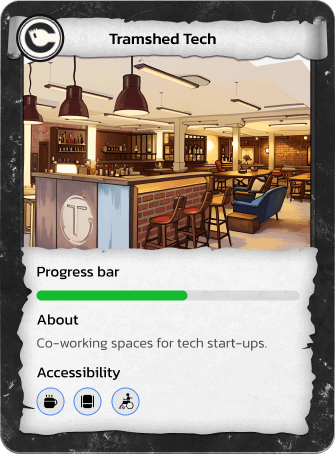 Tramshed Tech
Progress bar
About
Co-working spaces for tech start-ups.
Accessibility